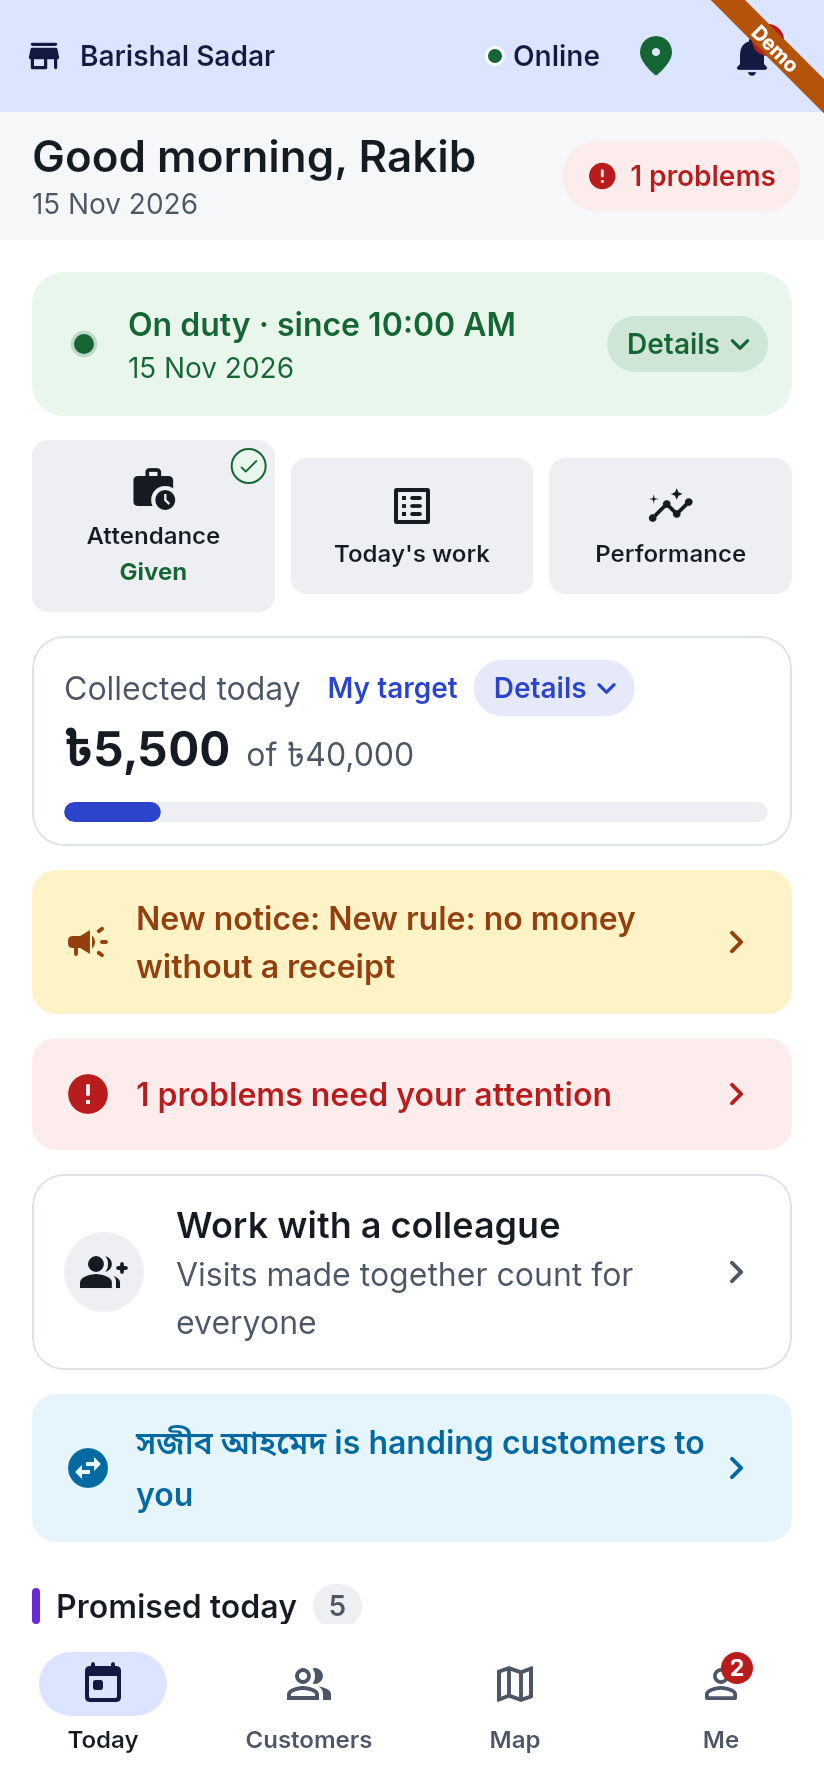 Barishal Sadar
Online
Demo
Good morning, Rakib
15 Nov 2026
1 problems
On duty · since 10:00 AM
15 Nov 2026
Details
Attendance
Given
Today's work
Performance
Collected today
My target
Details
৳5,500 of ৳40,000
New notice: New rule: no money
without a receipt
1 problems need your attention
Work with a colleague
Visits made together count for
everyone
সজীব আহমেদ is handing customers to
you
Promised today 5
Today
Customers
Map
2
Me